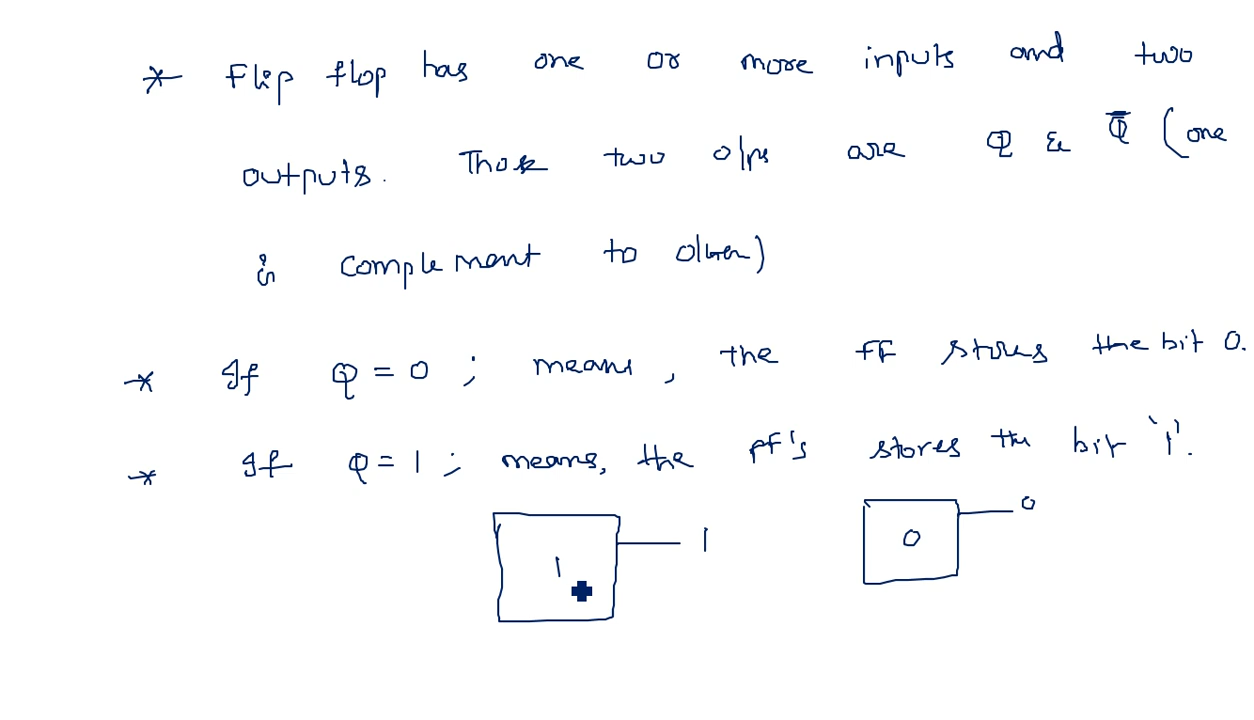 * Flip flop has one or more inputs and two
outputs. Those two o/ps are Q & Q̅ (one
is complement to other)
* If Q = 0 ; means, the FF stores the bit 0.
* If Q = 1 ; means, the FF's stores the bit '1'.
1 1 0 0